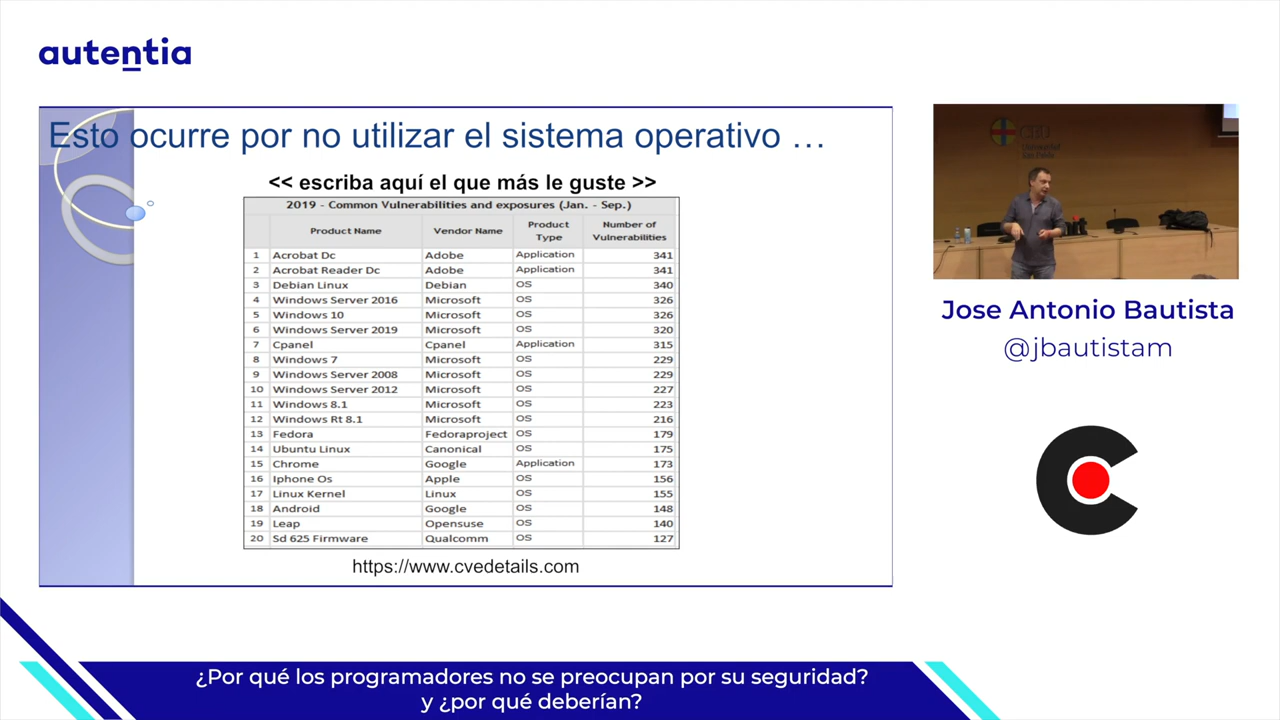 autentia
Esto ocurre por no utilizar el sistema operativo …
<< escriba aquí el que más le guste >>
2019 - Common Vulnerabilities and exposures (Jan. - Sep.)
Product Name Vendor Name Product Type Number of Vulnerabilities
1 Acrobat Dc Adobe Application 341
2 Acrobat Reader Dc Adobe Application 341
3 Debian Linux Debian OS 340
4 Windows Server 2016 Microsoft OS 326
5 Windows 10 Microsoft OS 326
6 Windows Server 2019 Microsoft OS 320
7 Cpanel Cpanel Application 315
8 Windows 7 Microsoft OS 229
9 Windows Server 2008 Microsoft OS 229
10 Windows Server 2012 Microsoft OS 227
11 Windows 8.1 Microsoft OS 223
12 Windows Rt 8.1 Microsoft OS 216
13 Fedora Fedoraproject OS 179
14 Ubuntu Linux Canonical OS 175
15 Chrome Google Application 173
16 Iphone Os Apple OS 156
17 Linux Kernel Linux OS 155
18 Android Google OS 148
19 Leap Opensuse OS 140
20 Sd 625 Firmware Qualcomm OS 127
https://www.cvedetails.com
CEU
Universidad
San Pablo
Jose Antonio Bautista
@jbautistam
¿Por qué los programadores no se preocupan por su seguridad?
y ¿por qué deberían?